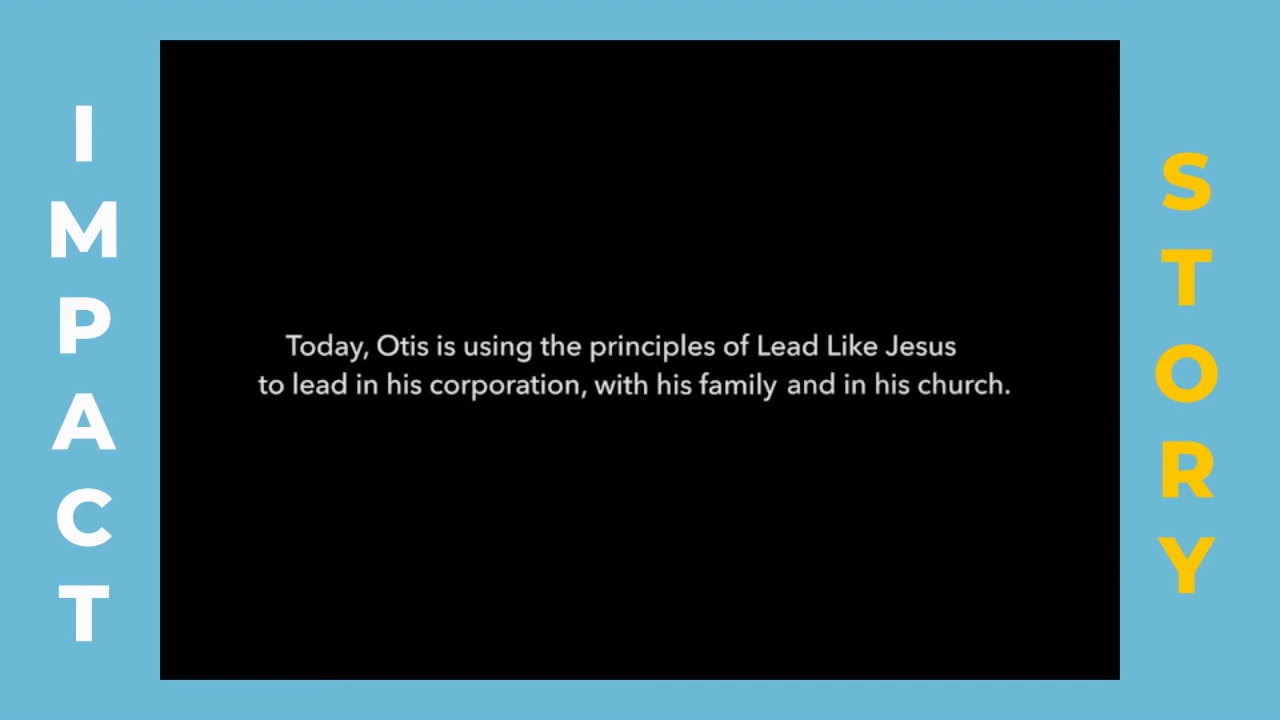 IMPACT
Today, Otis is using the principles of Lead Like Jesus
to lead in his corporation, with his family and in his church.
STORY